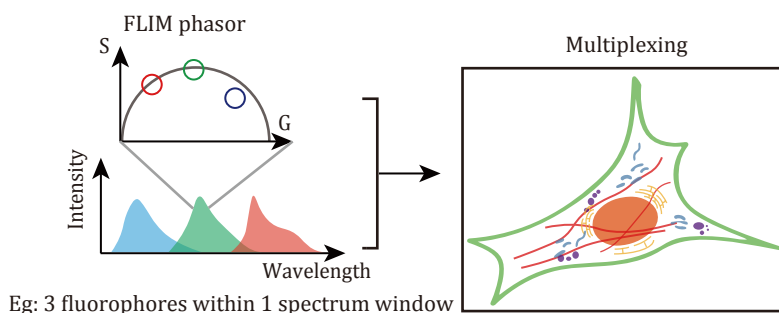 FLIM phasor
S
G
Intensity
Wavelength
Eg: 3 fluorophores within 1 spectrum window
Multiplexing